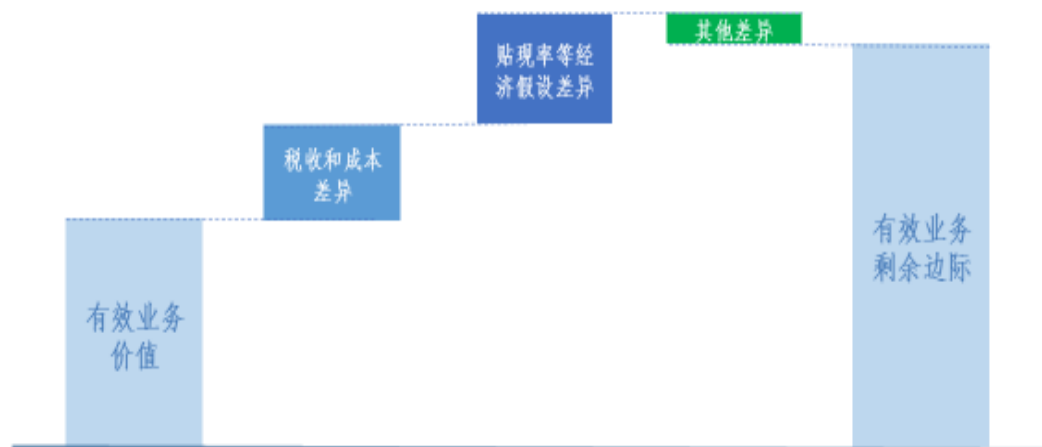 其他差异
贴现率等经
济假设差异
税收和成本
差异
有效业务
剩余边际
有效业务
价值